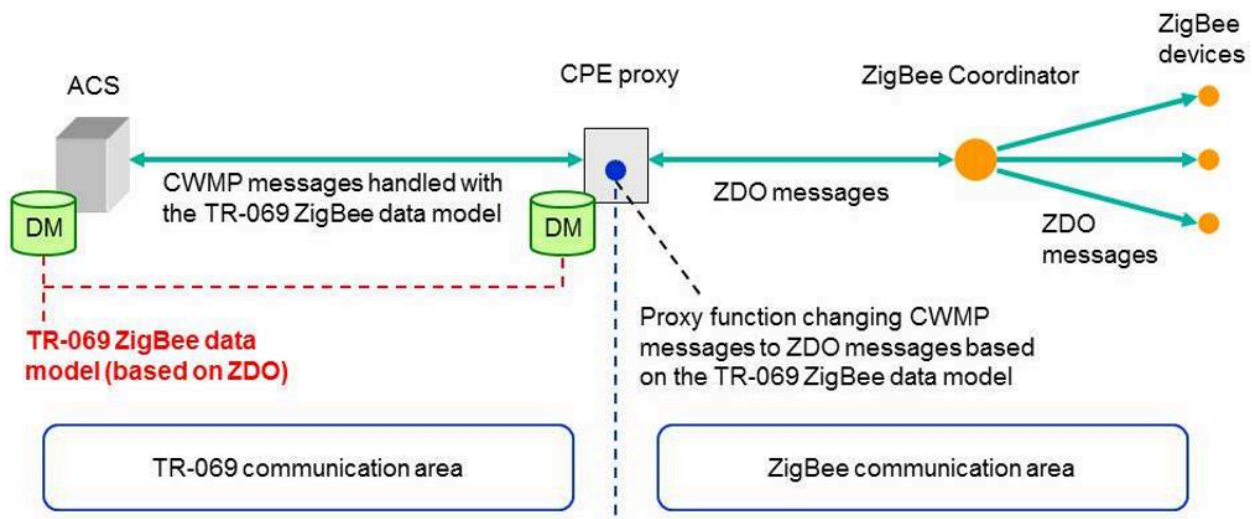 ZigBee
devices
ACS
CPE proxy
ZigBee Coordinator
CWMP messages handled with
the TR-069 ZigBee data model
ZDO messages
DM
DM
ZDO
messages
TR-069 ZigBee data
model (based on ZDO)
Proxy function changing CWMP
messages to ZDO messages based
on the TR-069 ZigBee data model
TR-069 communication area
ZigBee communication area